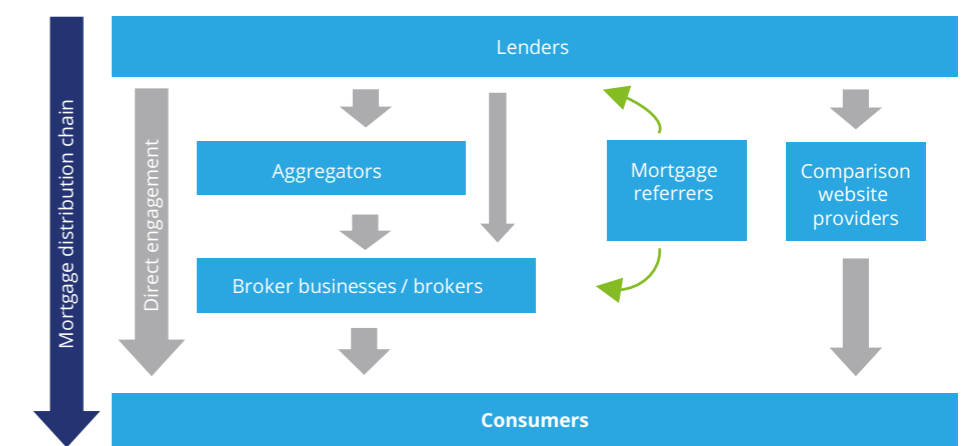 Lenders
Mortgage distribution chain
Direct engagement
Aggregators
Mortgage
referrers
Comparison
website
providers
Broker businesses / brokers
Consumers